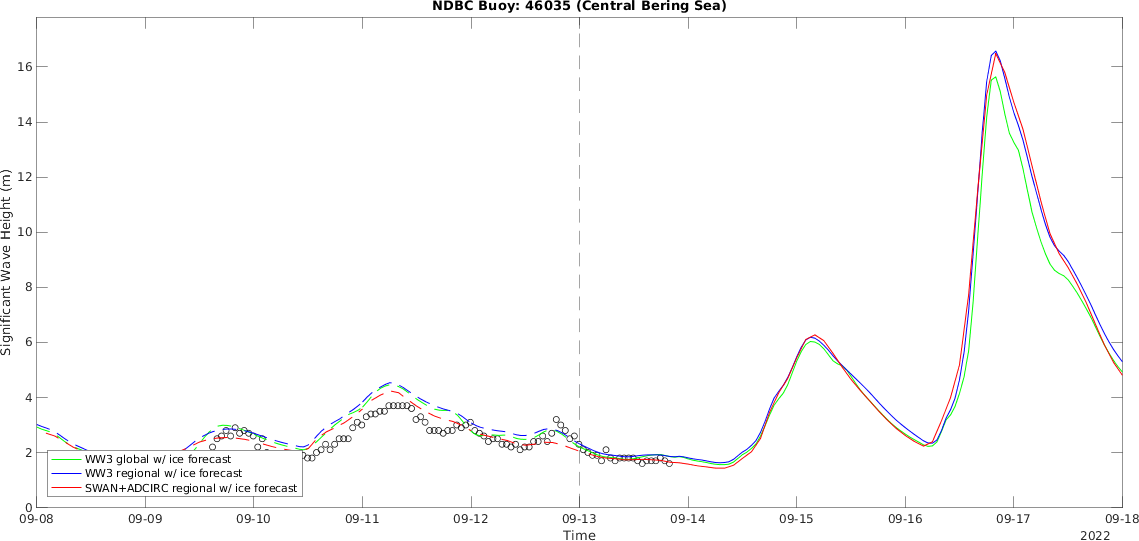 NDBC Buoy: 46035 (Central Bering Sea)
Significant Wave Height (m)
16
14
12
10
8
6
4
2
0
WW3 global w/ ice forecast
WW3 regional w/ ice forecast
SWAN+ADCIRC regional w/ ice forecast
09-08 09-09 09-10 09-11 09-12 09-13 09-14 09-15 09-16 09-17 09-18
Time
2022